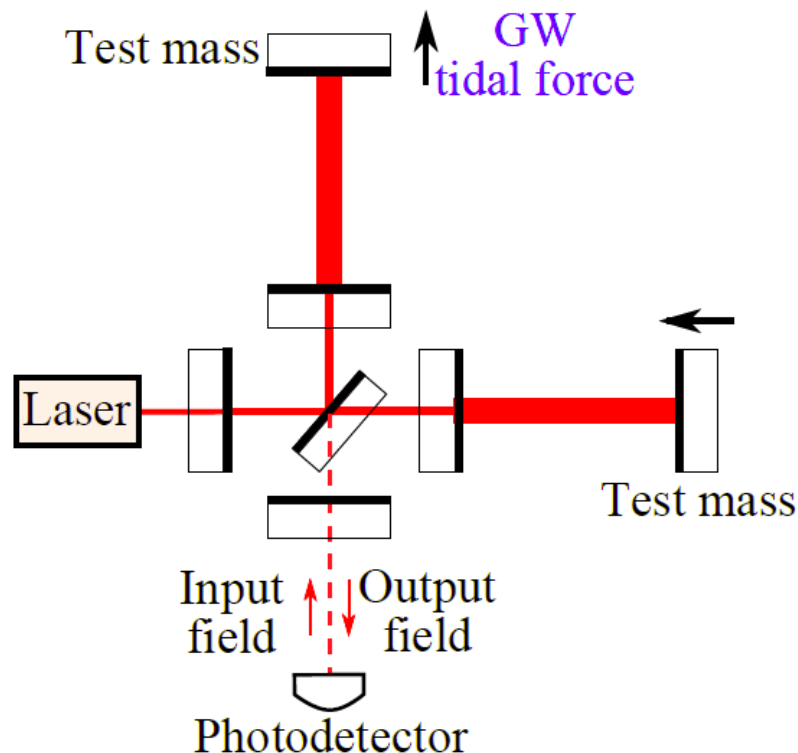 Test mass
GW
tidal force
Laser
Test mass
Input
field
Output
field
Photodetector